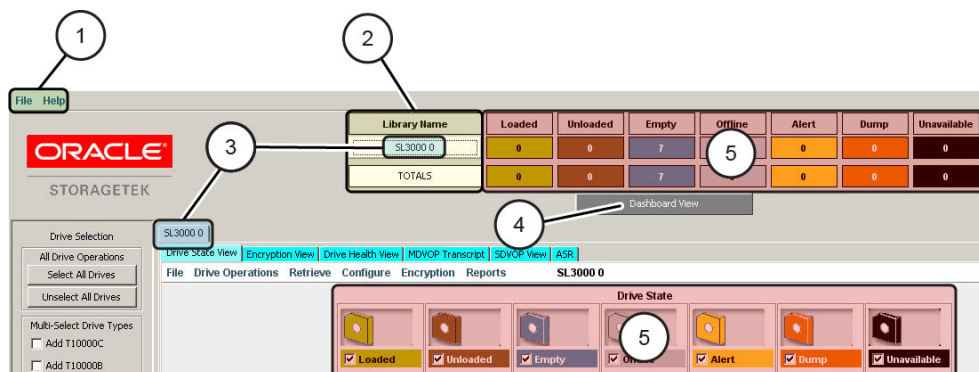 1
2
File Help
Library Name Loaded Unloaded Empty Offline Alert Dump Unavailable
SL3000 0 0 0 7 5 0 0 0
TOTALS 0 0 7 0 0 0
3
ORACLE
STORAGETEK
4
Dashboard View
SL3000 0
Drive Selection
Drive State View Encryption View Drive Health View MDVOP Transcript SDVOP View ASR
All Drive Operations
File Drive Operations Retrieve Configure Encryption Reports SL3000 0
Select All Drives
Unselect All Drives
Drive State
Multi-Select Drive Types
5
Add T10000C
Loaded Unloaded Empty Alert Dump Unavailable
Add T10000B